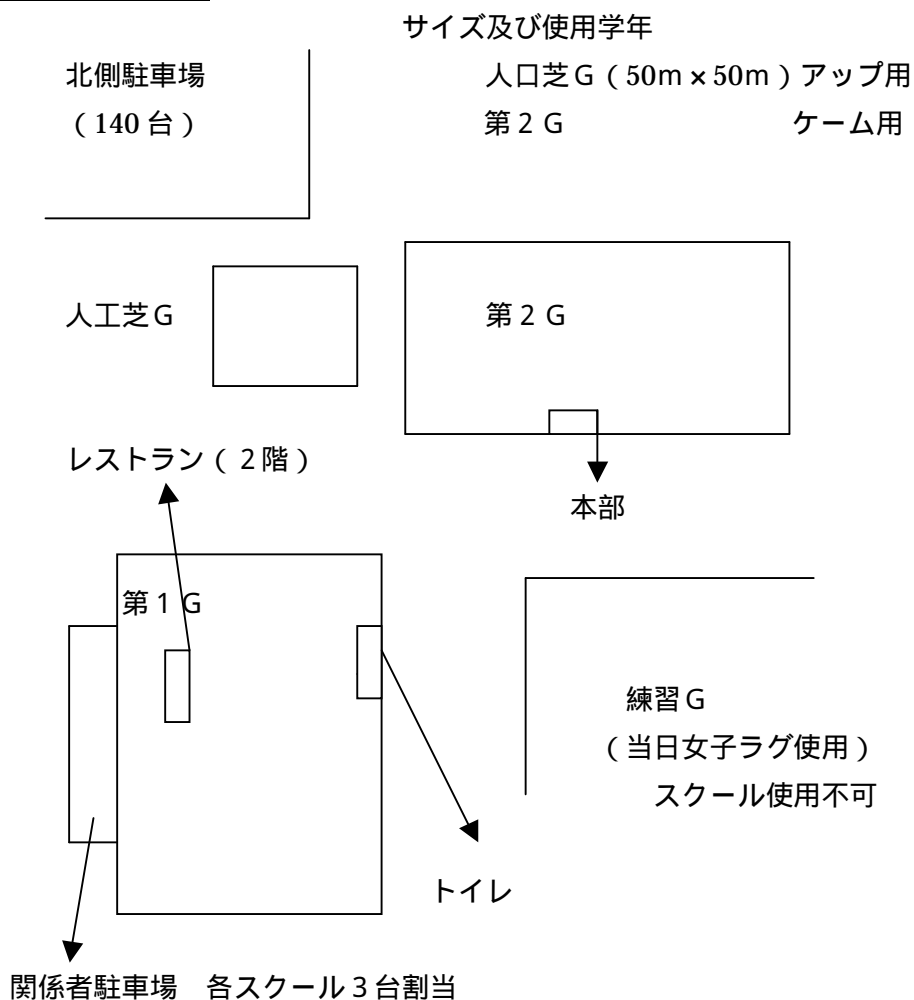 サイズ及び使用学年
北側駐車場
(140台)
人口芝G(50m×50m)アップ用
第2G ケーム用
人工芝G
第2G
レストラン(2階)
本部
第1G
練習G
(当日女子ラグ使用)
スクール使用不可
トイレ
関係者駐車場 各スクール3台割当